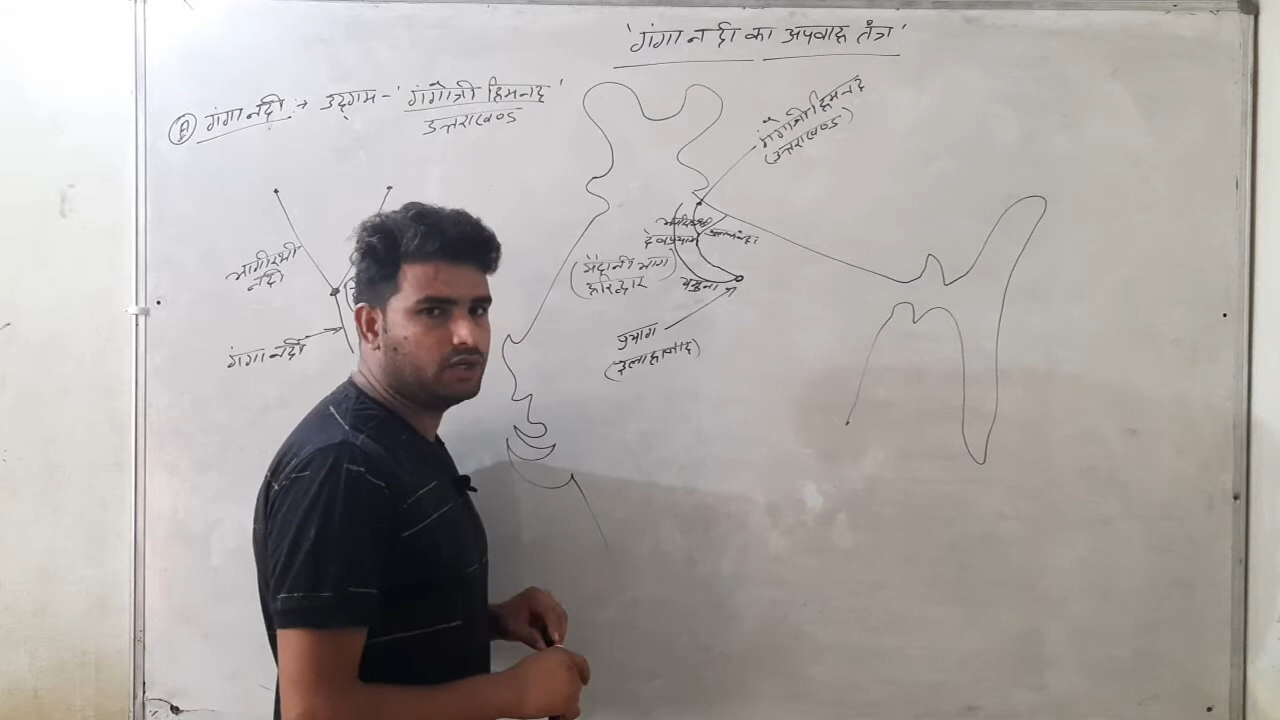 'गंगा नदी का अपवाह तंत्र'
(A) गंगा नदी :→ उद्गम - 'गंगोत्री हिमनद'
उत्तराखण्ड
गंगोत्री हिमनद
(उत्तराखण्ड)
भागीरथी
नदी
गंगा नदी
भागीरथी
देवप्रयाग
अलकनंदा
(मैदानी भाग
हरिद्वार)
यमुना
प्रयाग
(इलाहाबाद)